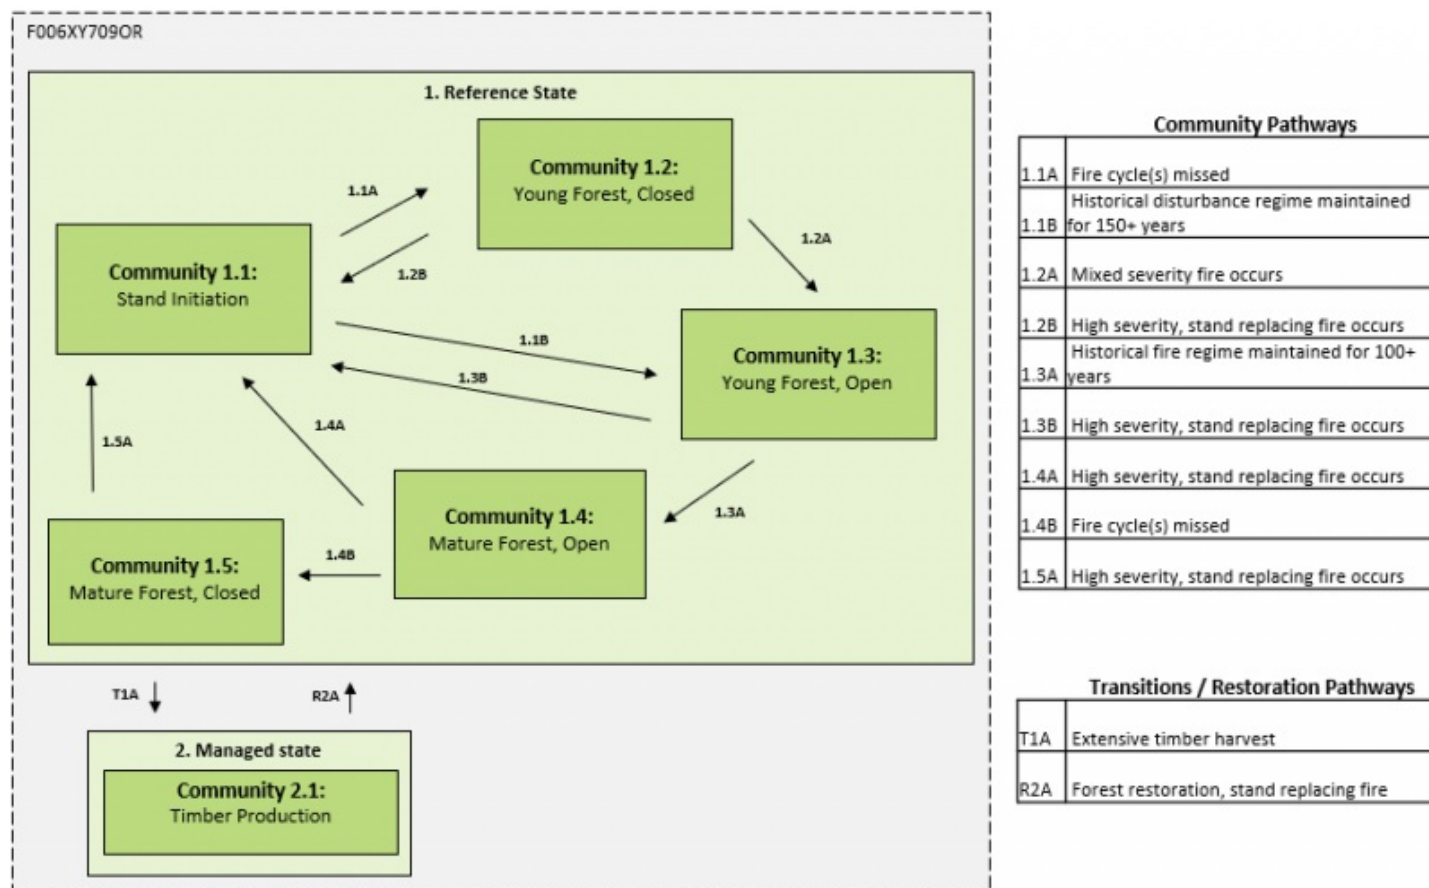 F006XY709OR
1. Reference State
Community 1.2:
Young Forest, Closed
1.1A
1.2A
1.2B
Community 1.1:
Stand Initiation
1.1B
Community 1.3:
Young Forest, Open
1.3B
1.4A
1.5A
1.3A
Community 1.4:
Mature Forest, Open
1.4B
Community 1.5:
Mature Forest, Closed
T1A
R2A
2. Managed state
Community 2.1:
Timber Production
Community Pathways
1.1A Fire cycle(s) missed
Historical disturbance regime maintained
1.1B for 150+ years
1.2A Mixed severity fire occurs
1.2B High severity, stand replacing fire occurs
Historical fire regime maintained for 100+
1.3A years
1.3B High severity, stand replacing fire occurs
1.4A High severity, stand replacing fire occurs
1.4B Fire cycle(s) missed
1.5A High severity, stand replacing fire occurs
Transitions / Restoration Pathways
T1A Extensive timber harvest
R2A Forest restoration, stand replacing fire